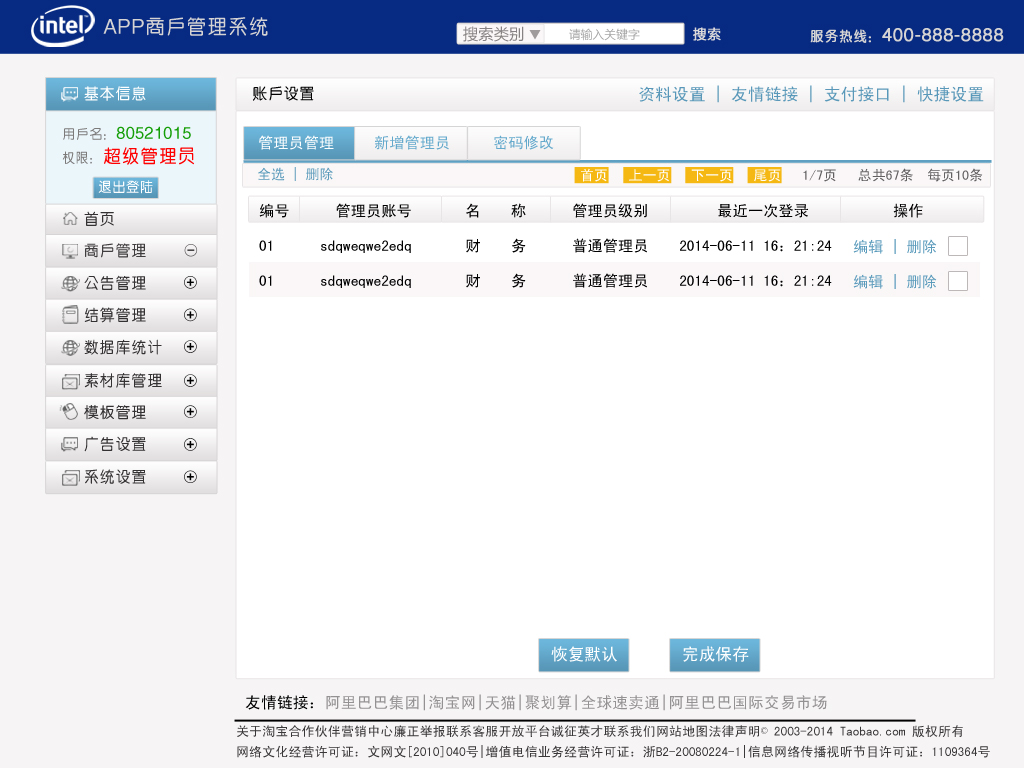 intel APP商戶管理系统 搜索类别▼ 请输入关键字 搜索 服务热线: 400-888-8888
基本信息
用戶名: 80521015
权限: 超级管理员
退出登陆
首页
商戶管理
公告管理
结算管理
数据库统计
素材库管理
模板管理
广告设置
系统设置
账戶设置 资料设置 | 友情链接 | 支付接口 | 快捷设置
管理员管理 新增管理员 密码修改
全选 | 删除 首页 上一页 下一页 尾页 1/7页 总共67条 每页10条
编号 管理员账号 名 称 管理员级别 最近一次登录 操作
01 sdqweqwe2edq 财 务 普通管理员 2014-06-11 16: 21:24 编辑 | 删除
01 sdqweqwe2edq 财 务 普通管理员 2014-06-11 16: 21:24 编辑 | 删除
恢复默认 完成保存
友情链接: 阿里巴巴集团|淘宝网|天猫|聚划算|全球速卖通|阿里巴巴国际交易市场
关于淘宝合作伙伴营销中心廉正举报联系客服开放平台诚征英才联系我们网站地图法律声明© 2003-2014 Taobao.com 版权所有
网络文化经营许可证: 文网文[2010]040号|增值电信业务经营许可证: 浙B2-20080224-1|信息网络传播视听节目许可证: 1109364号